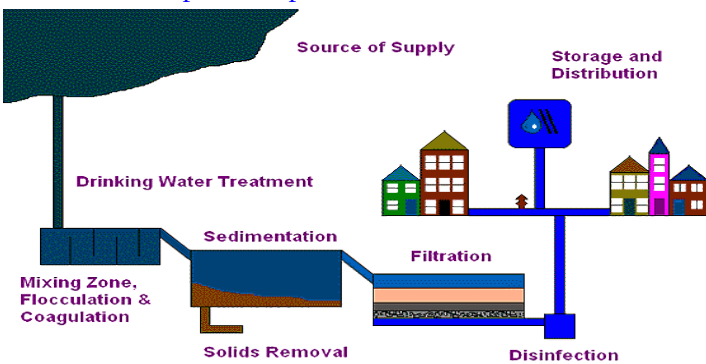 Source of Supply
Storage and
Distribution
Drinking Water Treatment
Sedimentation
Filtration
Mixing Zone,
Flocculation &
Coagulation
Solids Removal
Disinfection